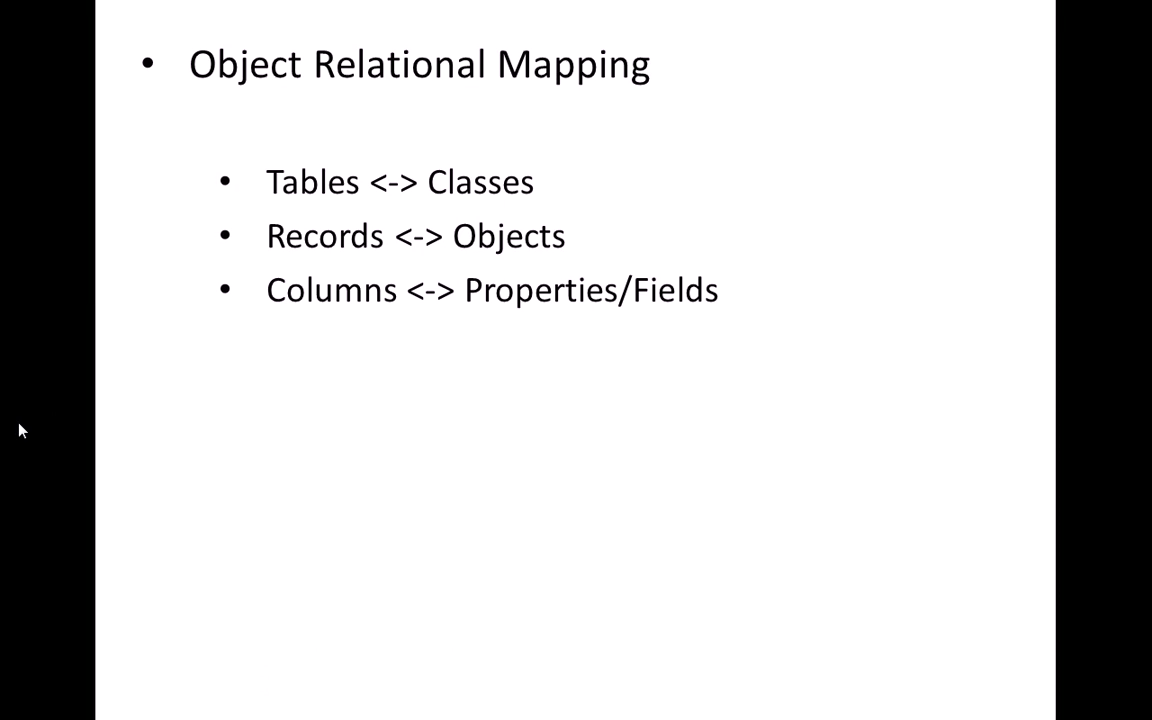 • Object Relational Mapping
• Tables <-> Classes
• Records <-> Objects
• Columns <-> Properties/Fields